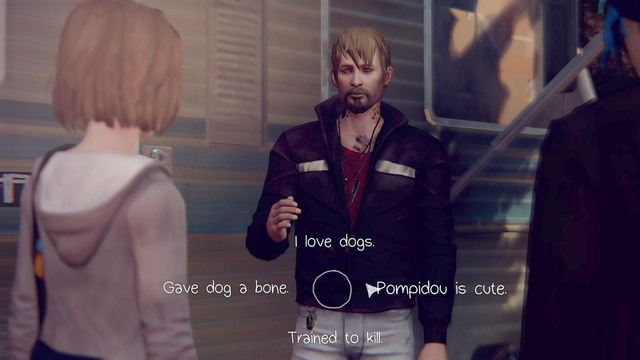 I love dogs.
Gave dog a bone.
Pompidou is cute.
Trained to kill.